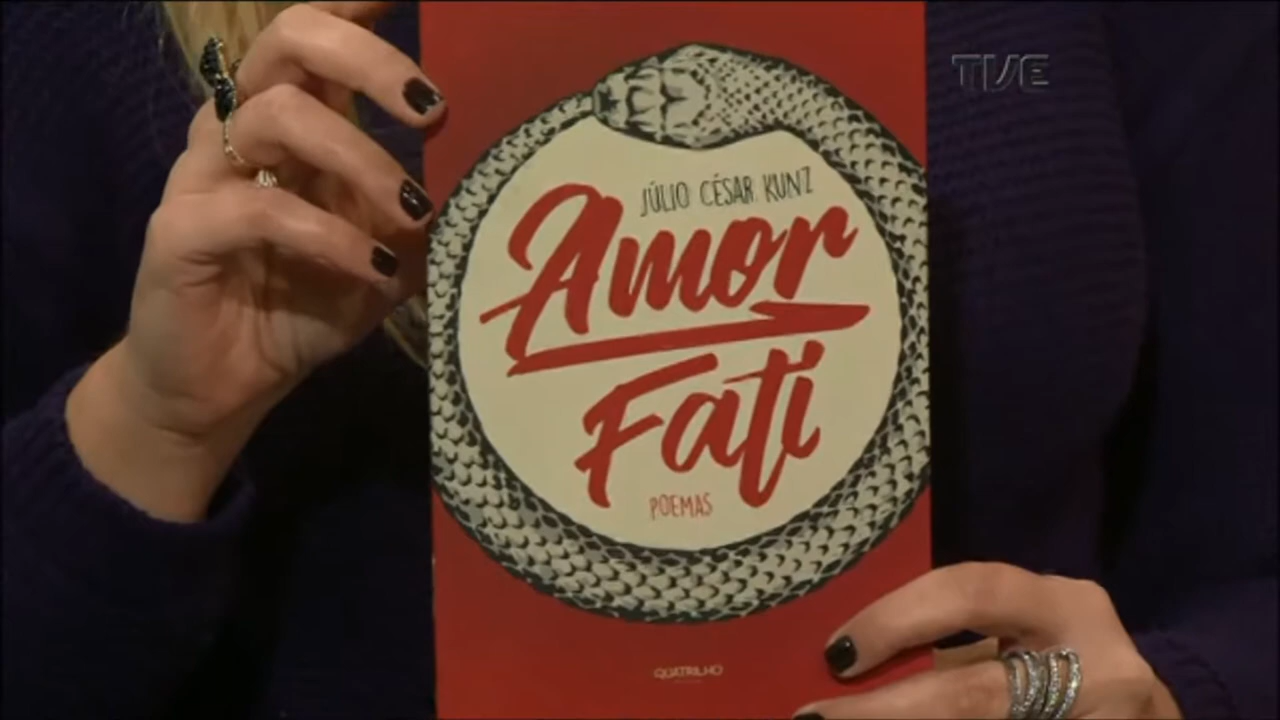 TVE
JÚLIO CÉSAR KUNZ
Amor
Fati
POEMAS
QUATRILHO